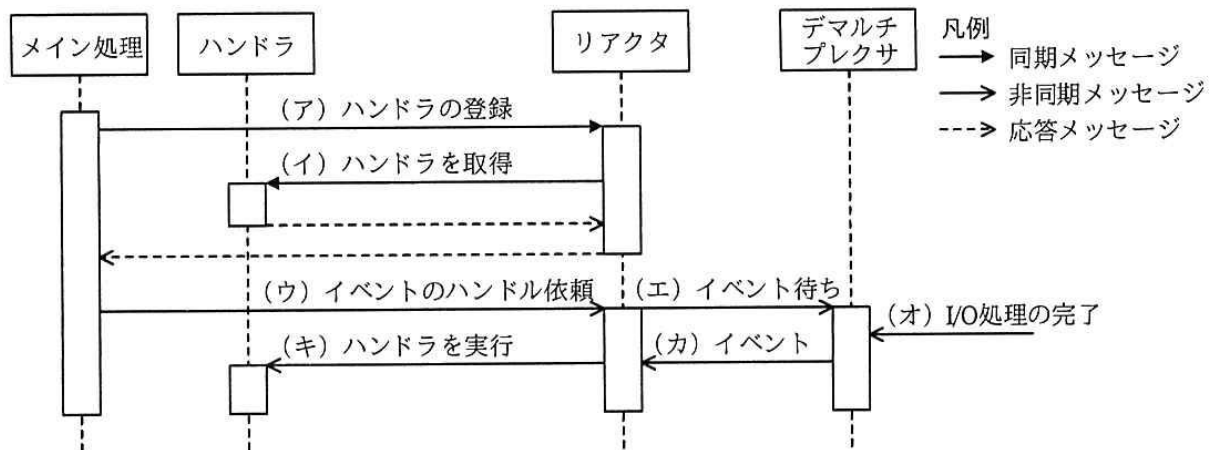 メイン処理
ハンドラ
リアクタ
デマルチ
プレクサ
凡例
同期メッセージ
非同期メッセージ
応答メッセージ
（ア）ハンドラの登録
（イ）ハンドラを取得
（ウ）イベントのハンドル依頼
（エ）イベント待ち
（オ）I/O処理の完了
（カ）イベント
（キ）ハンドラを実行